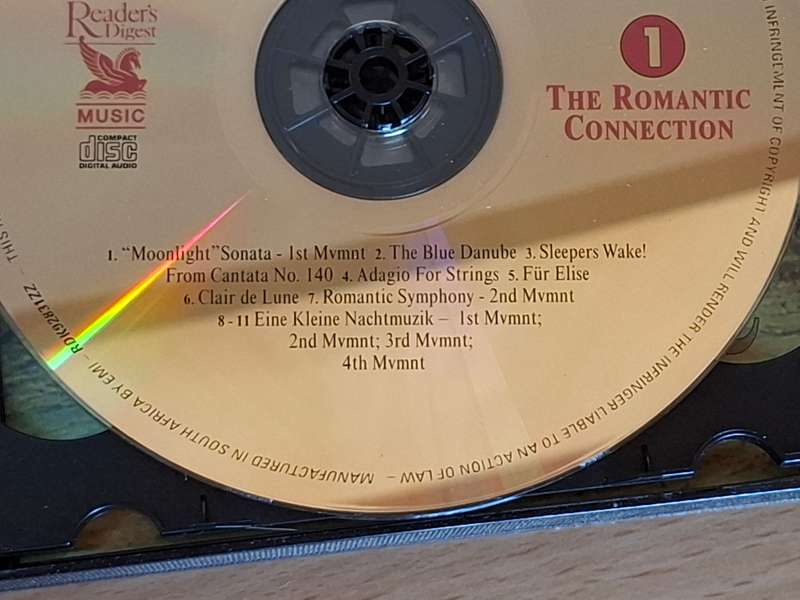 Reader's
Digest
MUSIC
COMPACT
disc
DIGITAL AUDIO
1
THE ROMANTIC
CONNECTION
1. "Moonlight" Sonata - 1st Mvmnt 2. The Blue Danube 3. Sleepers Wake!
From Cantata No. 140 4. Adagio For Strings 5. Für Elise
6. Clair de Lune 7. Romantic Symphony - 2nd Mvmnt
8-11 Eine Kleine Nachtmuzik – 1st Mvmnt;
2nd Mvmnt; 3rd Mvmnt;
4th Mvmnt
INFRINGEMENT OF COPYRIGHT AND WILL RENDER THE INFRINGER LIABLE TO AN ACTION OF LAW – MANUFACTURED IN SOUTH AFRICA BY EMI – RDK92831ZZ – THIS